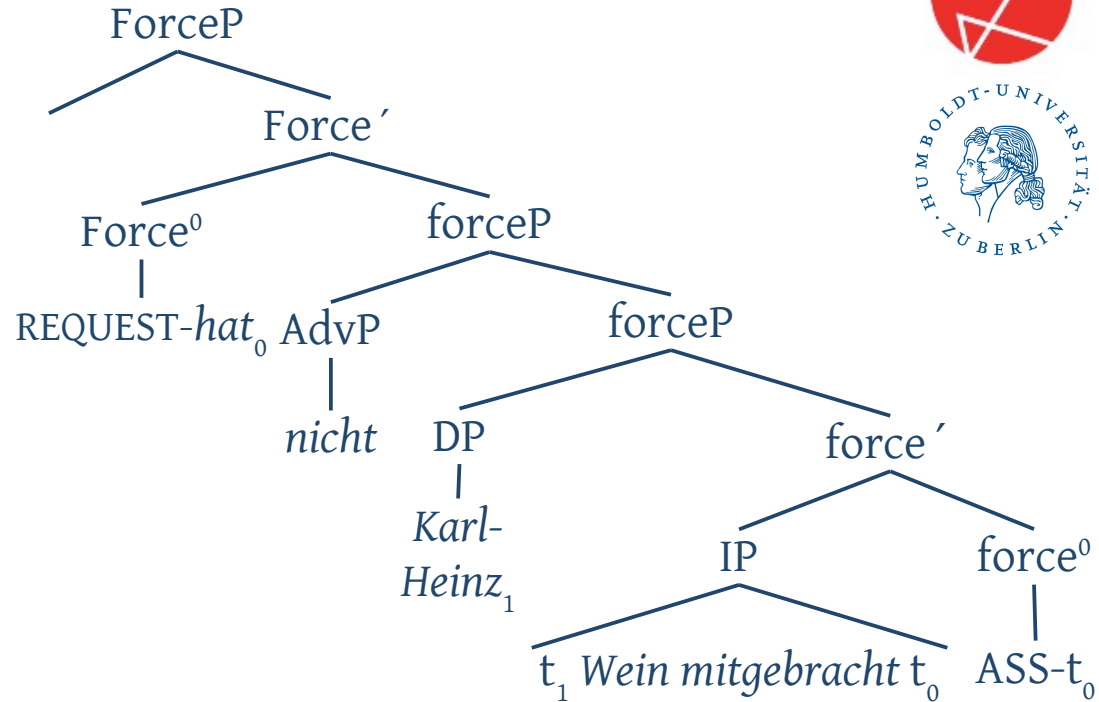 ForceP
Force´
Force⁰ forceP
REQUEST-hat₀ AdvP forceP
nicht DP force´
Karl-
Heinz₁
IP force⁰
t₁ Wein mitgebracht t₀ ASS-t₀
HUMBOLDT-UNIVERSITÄT
ZU BERLIN